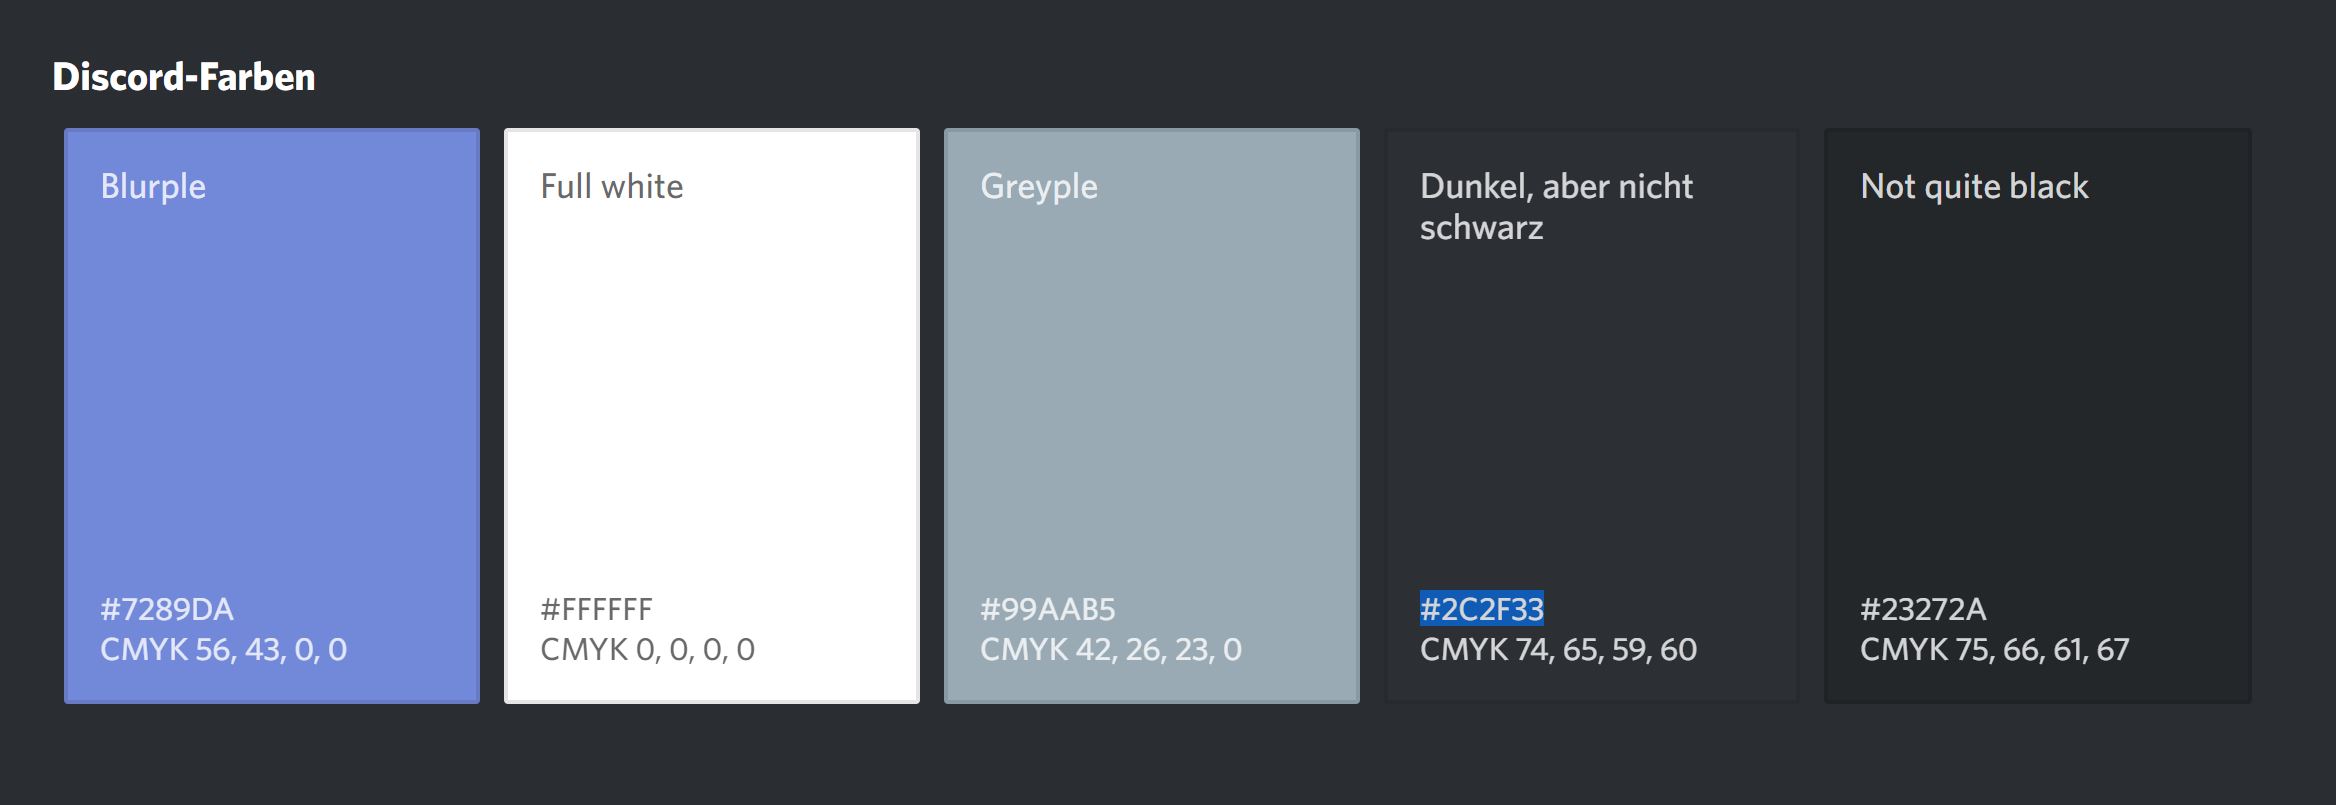 Discord-Farben
Blurple
#7289DA
CMYK 56, 43, 0, 0
Full white
#FFFFFF
CMYK 0, 0, 0, 0
Greyple
#99AAB5
CMYK 42, 26, 23, 0
Dunkel, aber nicht
schwarz
#2C2F33
CMYK 74, 65, 59, 60
Not quite black
#23272A
CMYK 75, 66, 61, 67